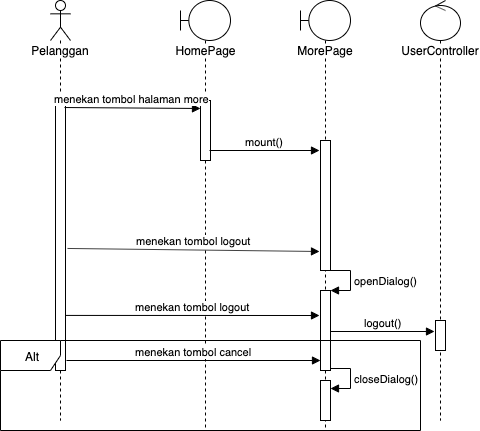 Pelanggan
HomePage
MorePage
UserController
menekan tombol halaman more
mount()
menekan tombol logout
openDialog()
menekan tombol logout
logout()
Alt
menekan tombol cancel
closeDialog()